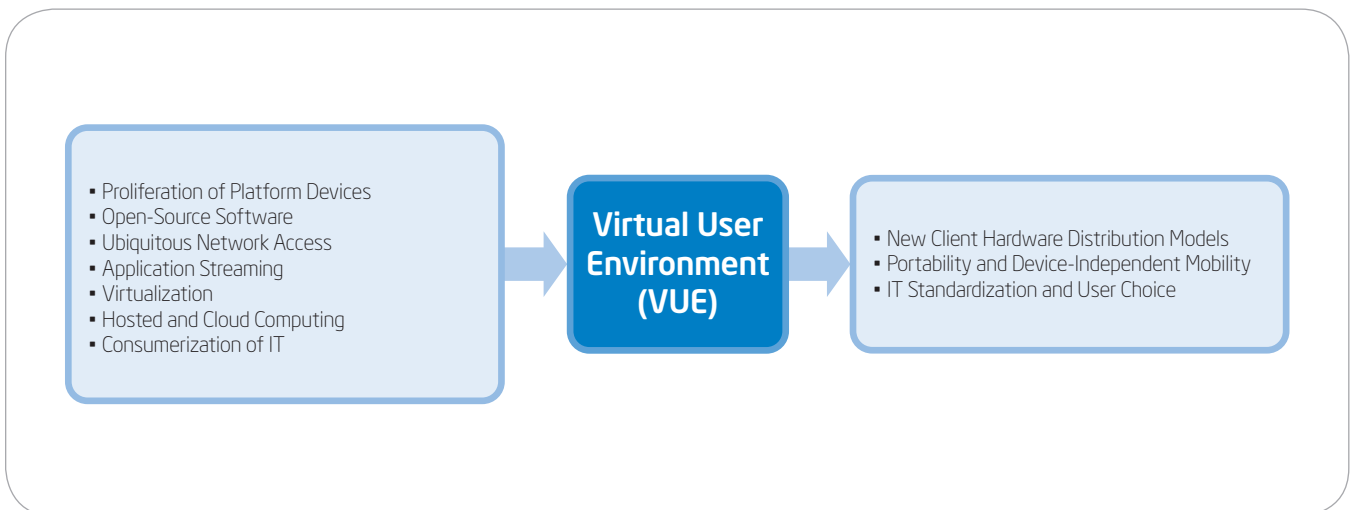 ▪ Proliferation of Platform Devices
▪ Open-Source Software
▪ Ubiquitous Network Access
▪ Application Streaming
▪ Virtualization
▪ Hosted and Cloud Computing
▪ Consumerization of IT
Virtual User
Environment
(VUE)
▪ New Client Hardware Distribution Models
▪ Portability and Device-Independent Mobility
▪ IT Standardization and User Choice